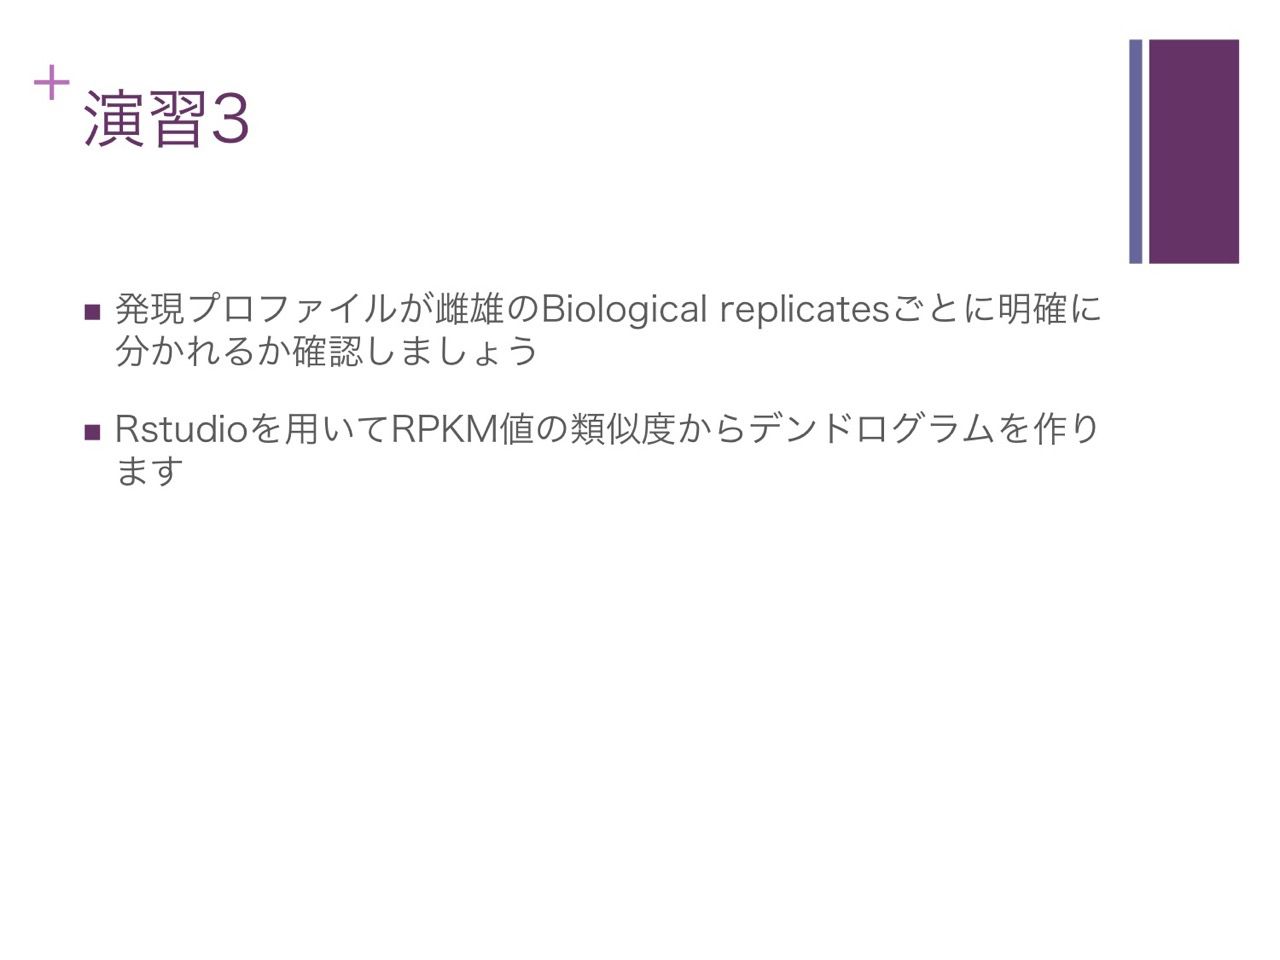 演習3
発現プロファイルが雌雄のBiological replicatesごとに明確に
分かれるか確認しましょう
Rstudioを用いてRPKM値の類似度からデンドログラムを作り
ます